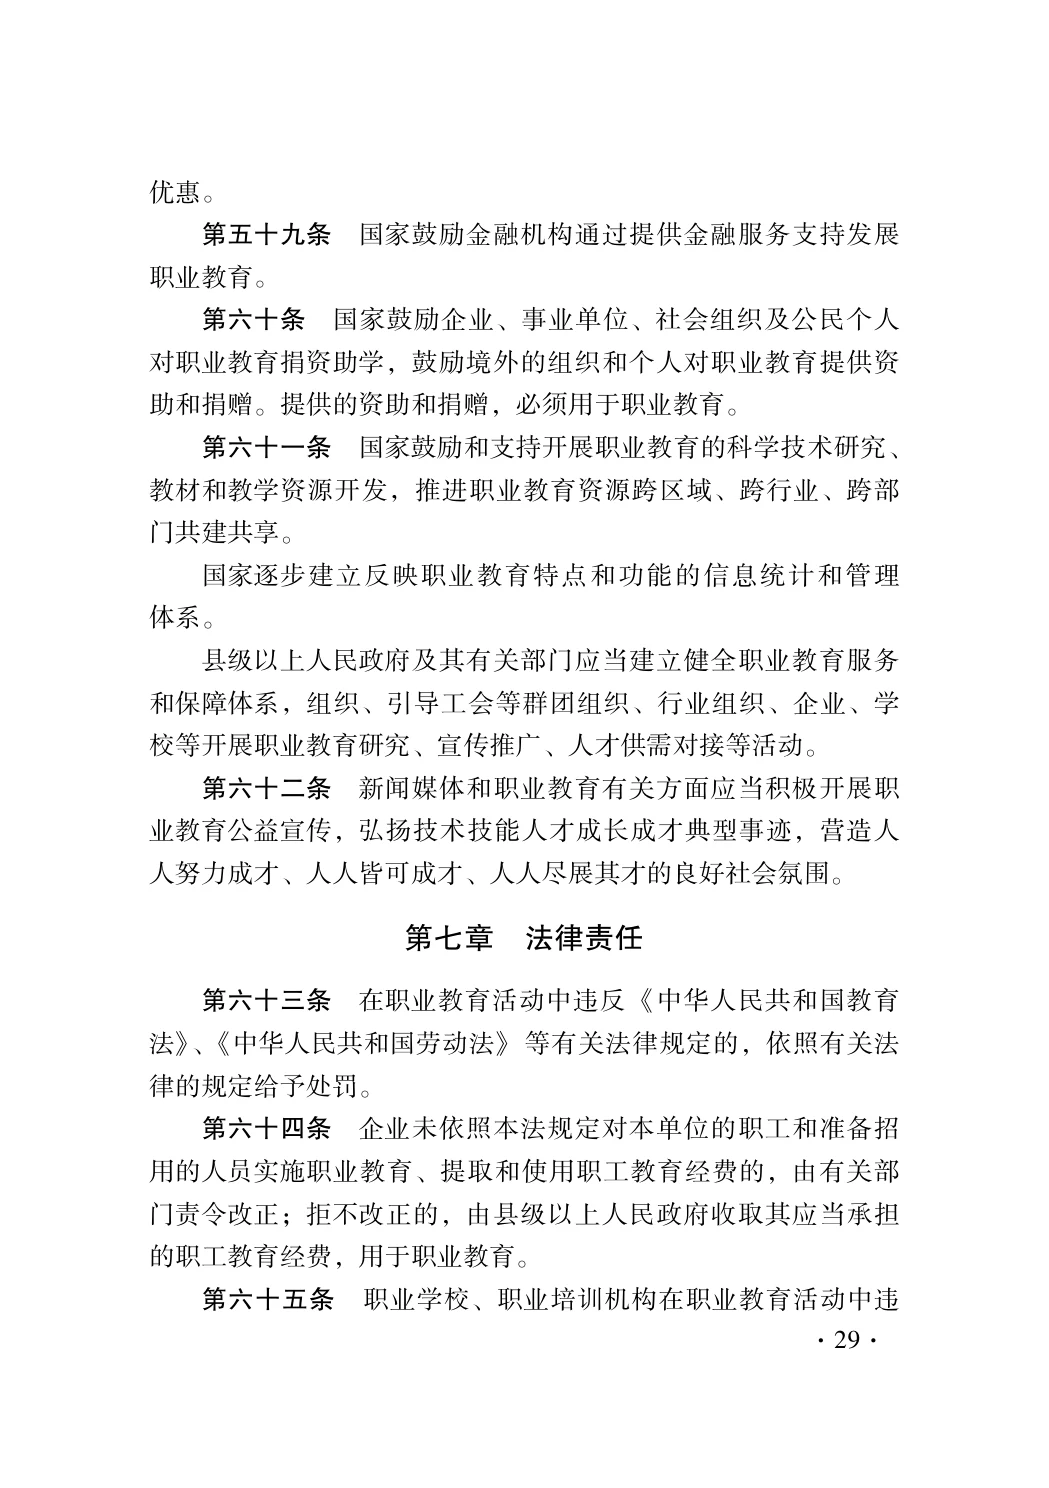 优惠。
第五十九条　国家鼓励金融机构通过提供金融服务支持发展
职业教育。
第六十条　国家鼓励企业、事业单位、社会组织及公民个人
对职业教育捐资助学，鼓励境外的组织和个人对职业教育提供资
助和捐赠。提供的资助和捐赠，必须用于职业教育。
第六十一条　国家鼓励和支持开展职业教育的科学技术研究、
教材和教学资源开发，推进职业教育资源跨区域、跨行业、跨部
门共建共享。
国家逐步建立反映职业教育特点和功能的信息统计和管理
体系。
县级以上人民政府及其有关部门应当建立健全职业教育服务
和保障体系，组织、引导工会等群团组织、行业组织、企业、学
校等开展职业教育研究、宣传推广、人才供需对接等活动。
第六十二条　新闻媒体和职业教育有关方面应当积极开展职
业教育公益宣传，弘扬技术技能人才成长成才典型事迹，营造人
人努力成才、人人皆可成才、人人尽展其才的良好社会氛围。
第七章　法律责任
第六十三条　在职业教育活动中违反《中华人民共和国教育
法》、《中华人民共和国劳动法》等有关法律规定的，依照有关法
律的规定给予处罚。
第六十四条　企业未依照本法规定对本单位的职工和准备招
用的人员实施职业教育、提取和使用职工教育经费的，由有关部
门责令改正；拒不改正的，由县级以上人民政府收取其应当承担
的职工教育经费，用于职业教育。
第六十五条　职业学校、职业培训机构在职业教育活动中违
· 29 ·